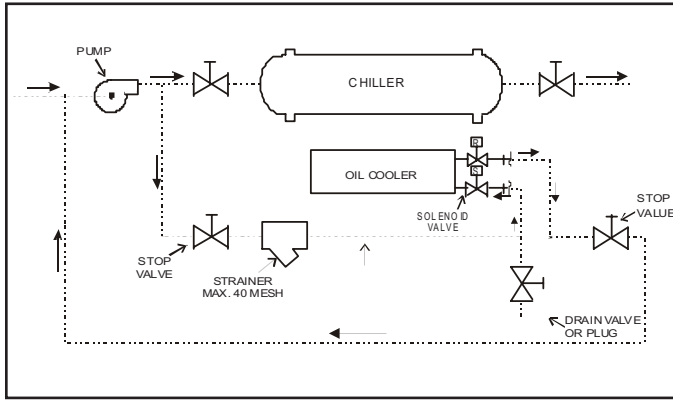 PUMP
CHILLER
R
OIL COOLER
S
SOLENOID
VALVE
STOP
VALUE
STOP
VALVE
STRAINER
MAX. 40 MESH
DRAIN VALVE
OR PLUG